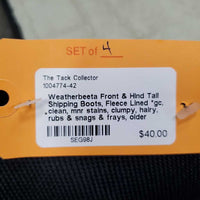 SET of 4
The Tack Collector
1004774-42
Weatherbeeta Front & Hind Tall
Shipping Boots, Fleece Lined *gc,
clean, mnr stains, clumpy, hairy,
rubs & snags & frays, older
$40.00
SEG98J